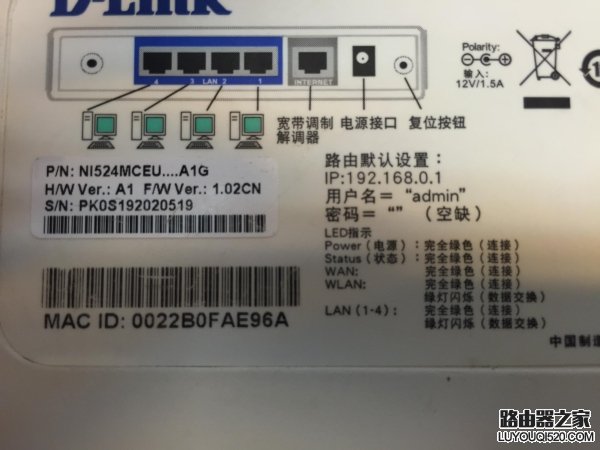 D-Link
4 3 LAN 2 1 INTERNET
宽带调制解调器
电源接口
复位按钮
Polarity:
输入:
12V/1.5A
P/N: NI524MCEU....A1G
H/W Ver.: A1 F/W Ver.: 1.02CN
S/N: PK0S192020519
MAC ID: 0022B0FAE96A
路由默认设置:
IP:192.168.0.1
用户名= "admin"
密码= "" (空缺)
LED指示
Power(电源): 完全绿色(连接)
Status(状态): 完全绿色(连接)
WAN: 完全绿色(连接)
WLAN: 完全绿色(连接)
绿灯闪烁(数据交换)
LAN(1-4): 完全绿色(连接)
绿灯闪烁(数据交换)
中国制造
路由器之家
LUYOUQI520.COM